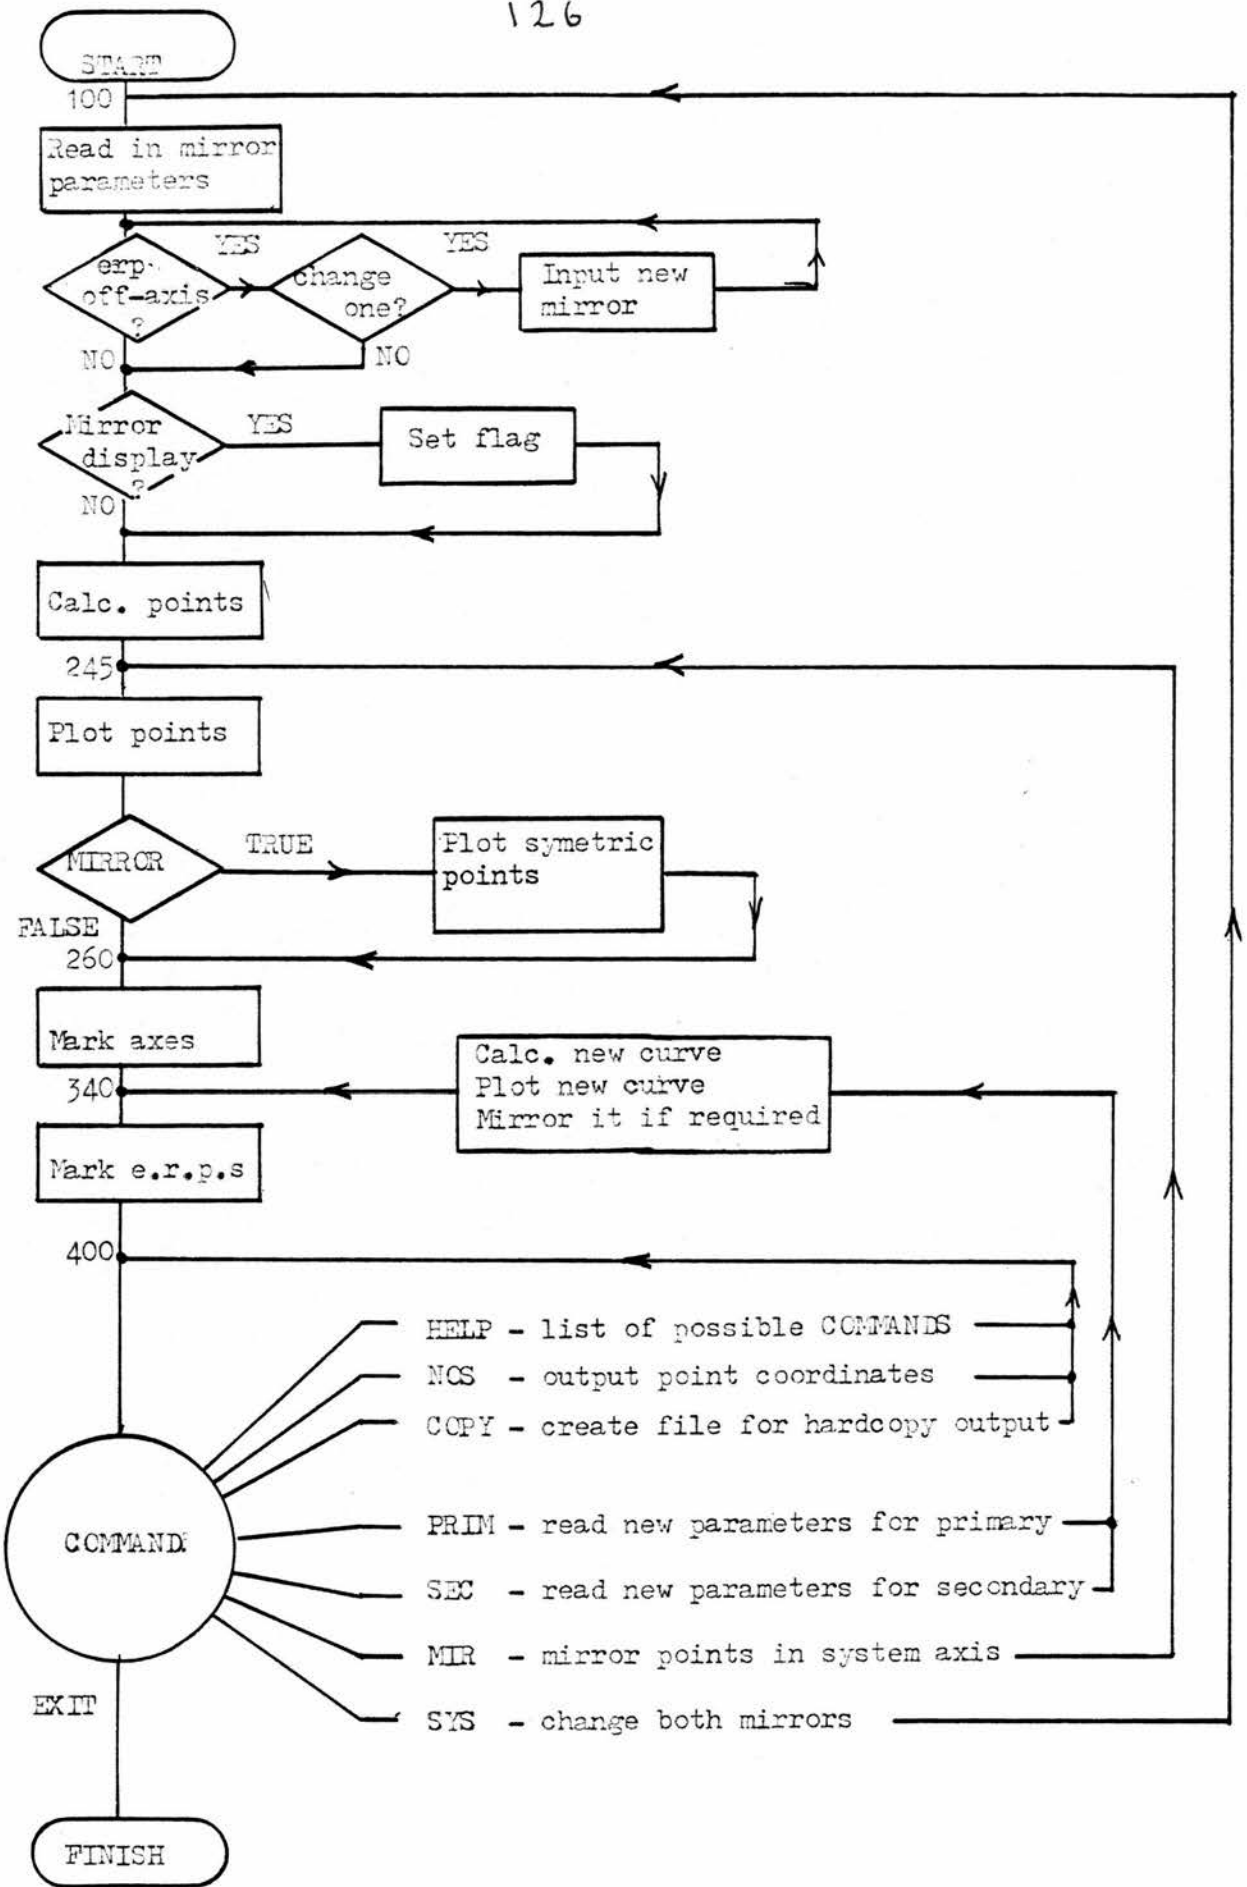 126
START
100
Read in mirror
parameters
erp
off-axis
?
YES
change
one?
YES
Input new
mirror
NO
NO
Mirror
display
?
YES
Set flag
NO
Calc. points
245
Plot points
MIRROR
TRUE
Plot symetric
points
FALSE
260
Mark axes
Calc. new curve
Plot new curve
Mirror it if required
340
Mark e.r.p.s
400
HELP - list of possible COMMANDS
NOS - output point coordinates
COPY - create file for hardcopy output
COMMAND:
PRIM - read new parameters for primary
SEC - read new parameters for secondary
MIR - mirror points in system axis
SYS - change both mirrors
EXIT
FINISH